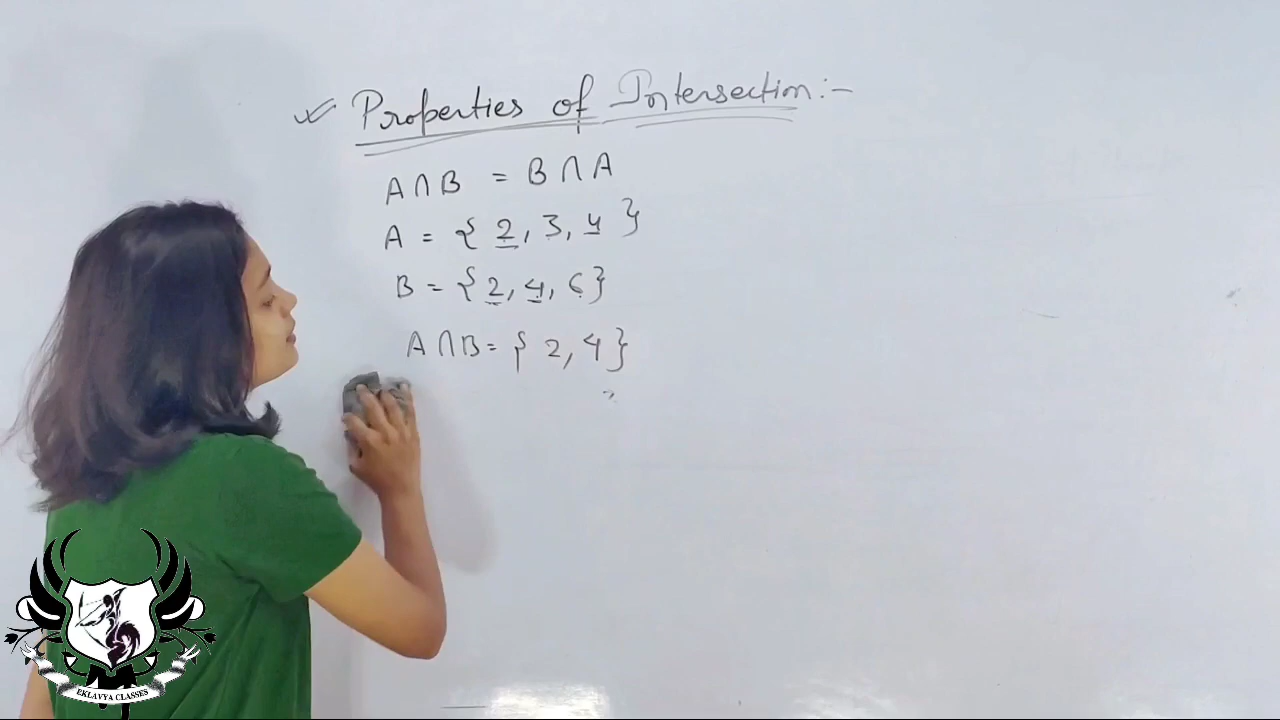 Properties of Intersection:-
A∩B = B∩A
A = { 2, 3, 4 }
B = {2, 4, 6}
A∩B = { 2, 4 }
EKLAVYA CLASSES